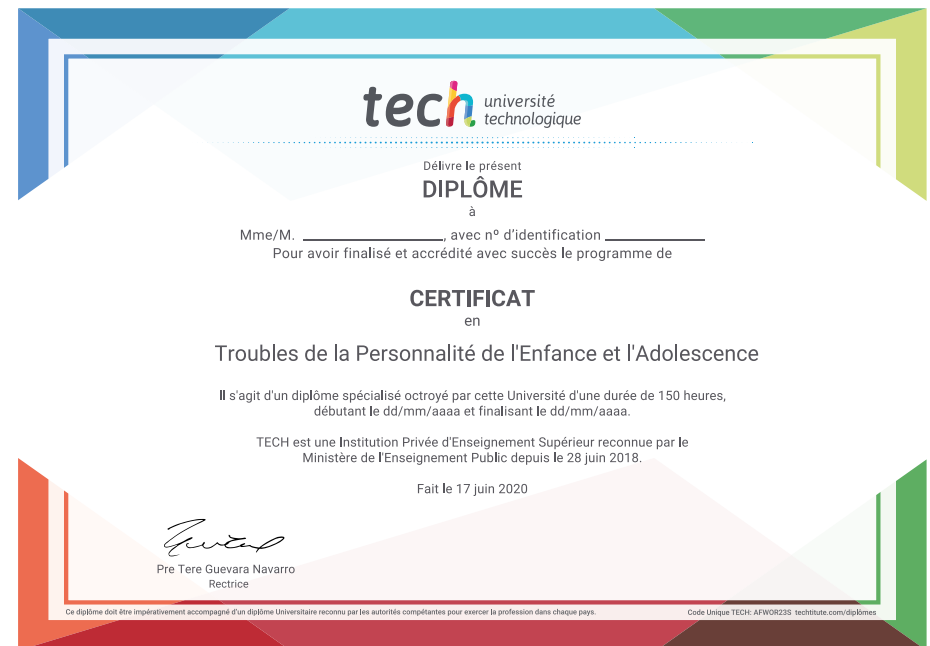 tech université
technologique
Délivre le présent
DIPLÔME
à
Mme/M. ____________, avec nº d'identification ____________
Pour avoir finalisé et accrédité avec succès le programme de
CERTIFICAT
en
Troubles de la Personnalité de l'Enfance et l'Adolescence
Il s'agit d'un diplôme spécialisé octroyé par cette Université d'une durée de 150 heures,
débutant le dd/mm/aaaa et finalisant le dd/mm/aaaa.
TECH est une Institution Privée d'Enseignement Supérieur reconnue par le
Ministère de l'Enseignement Public depuis le 28 juin 2018.
Fait le 17 juin 2020
Pre Tere Guevara Navarro
Rectrice
Ce diplôme doit être impérativement accompagné d'un diplôme Universitaire reconnu par les autorités compétantes pour exercer la profession dans chaque pays.
Code Unique TECH: AFWOR23S techtitute.com/diplômes